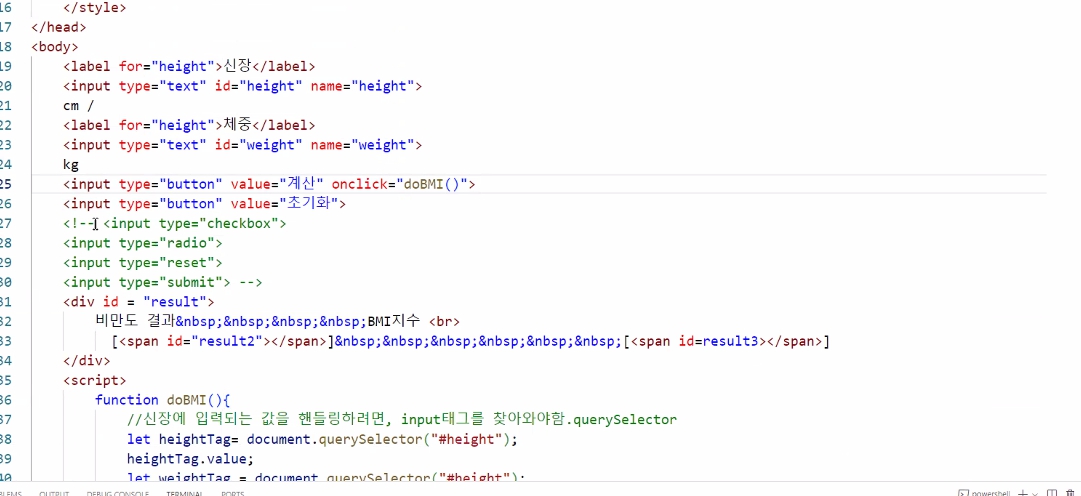 16 </style>
17 </head>
18 <body>
19 <label for="height">신장</label>
20 <input type="text" id="height" name="height">
21 cm /
22 <label for="height">체중</label>
23 <input type="text" id="weight" name="weight">
24 kg
25 <input type="button" value="계산" onclick="doBMI()">
26 <input type="button" value="초기화">
27 <!-- <input type="checkbox">
28 <input type="radio">
29 <input type="reset">
30 <input type="submit"> -->
31 <div id = "result">
32 비만도 결과&nbsp;&nbsp;&nbsp;&nbsp;BMI지수 <br>
33 [<span id="result2"></span>]&nbsp;&nbsp;&nbsp;&nbsp;&nbsp;&nbsp;[<span id=result3></span>]
34 </div>
35 <script>
36 function doBMI(){
37 //신장에 입력되는 값을 핸들링하려면, input태그를 찾아와야함.querySelector
38 let heightTag= document.querySelector("#height");
39 heightTag.value;
40 let weightTag = document.querySelector("#height");
BLEMS OUTPUT DEBUG CONSOLE TERMINAL PORTS powershell